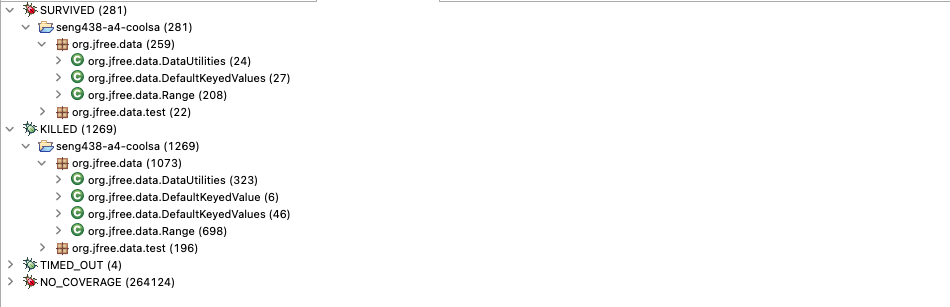 SURVIVED (281)
seng438-a4-coolsa (281)
org.jfree.data (259)
org.jfree.data.DataUtilities (24)
org.jfree.data.DefaultKeyedValues (27)
org.jfree.data.Range (208)
org.jfree.data.test (22)
KILLED (1269)
seng438-a4-coolsa (1269)
org.jfree.data (1073)
org.jfree.data.DataUtilities (323)
org.jfree.data.DefaultKeyedValue (6)
org.jfree.data.DefaultKeyedValues (46)
org.jfree.data.Range (698)
org.jfree.data.test (196)
TIMED_OUT (4)
NO_COVERAGE (264124)